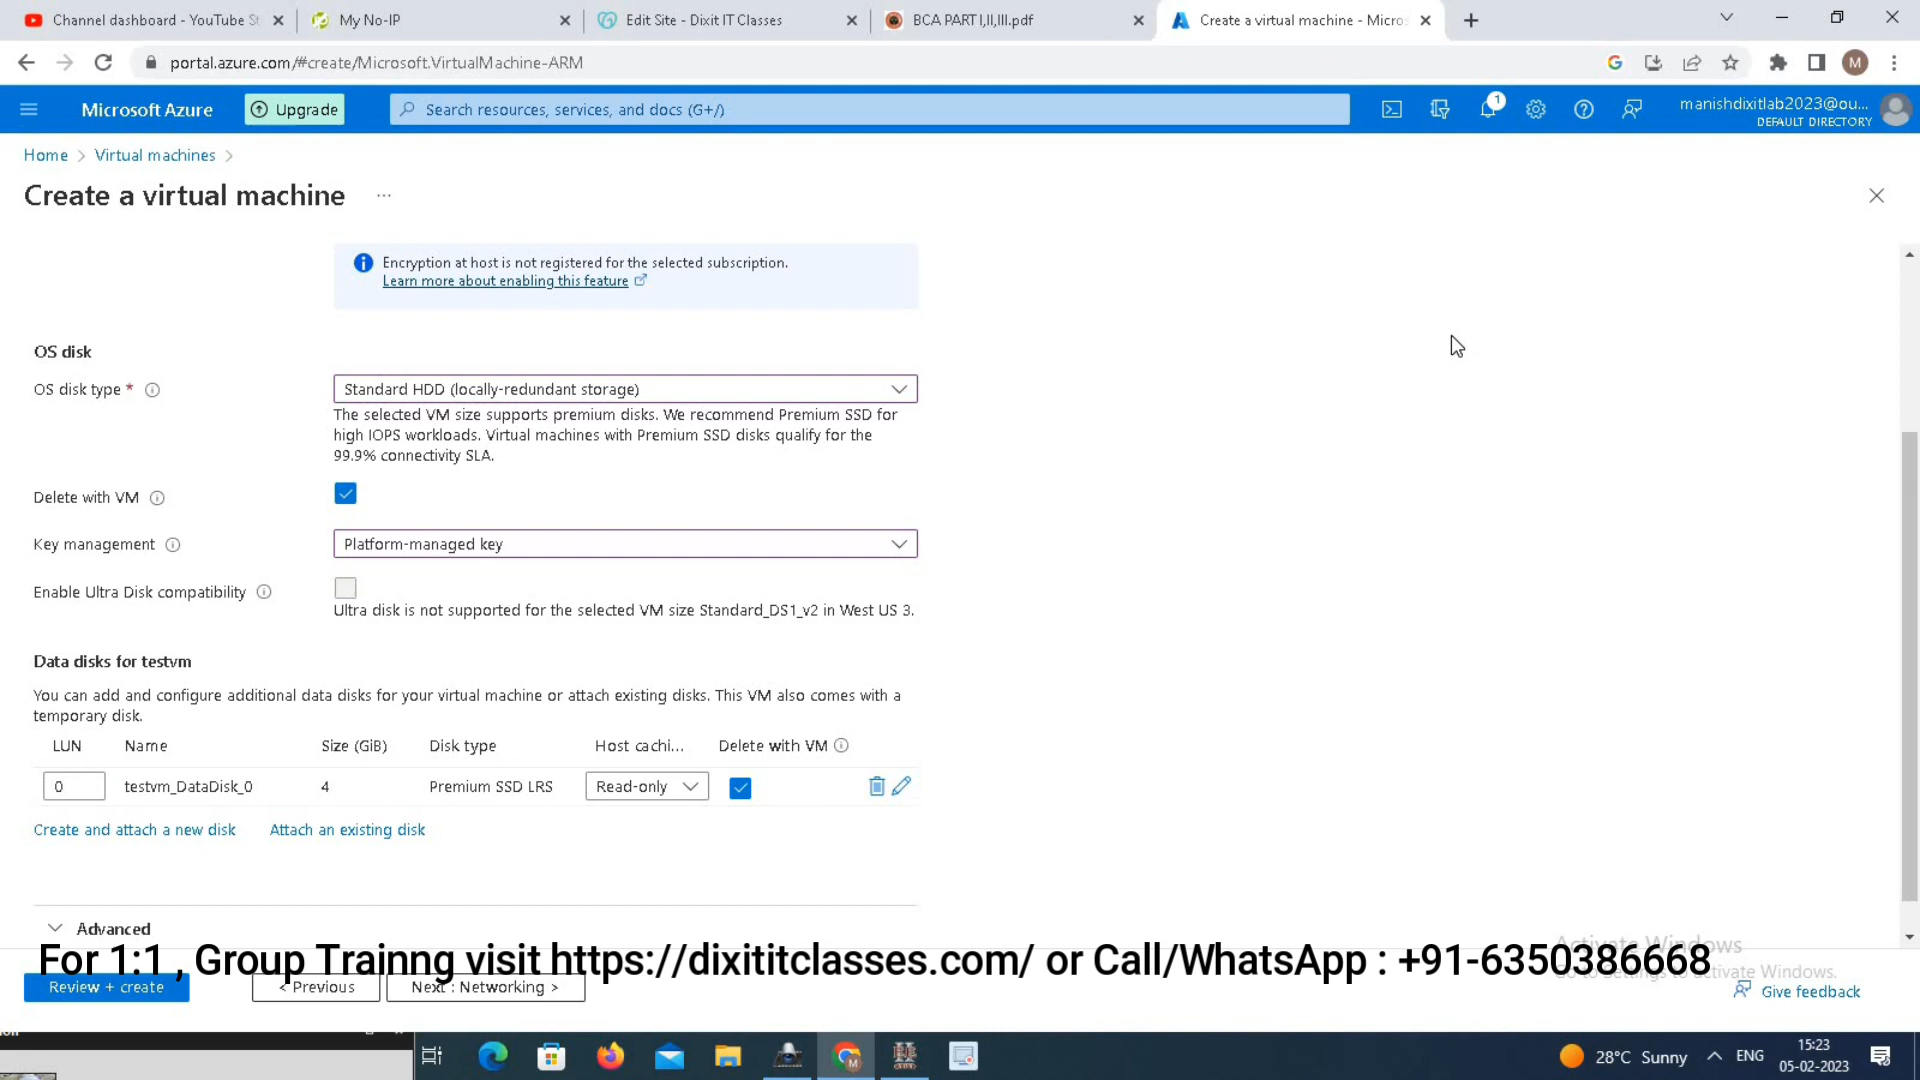 Channel dashboard - YouTube St
My No-IP
Edit Site - Dixit IT Classes
BCA PART I,II,III.pdf
Create a virtual machine - Micros
portal.azure.com/#create/Microsoft.VirtualMachine-ARM
G
M
Microsoft Azure
Upgrade
Search resources, services, and docs (G+/)
1
manishdixitlab2023@ou...
DEFAULT DIRECTORY
Home > Virtual machines >
Create a virtual machine ...
Encryption at host is not registered for the selected subscription.
Learn more about enabling this feature
OS disk
OS disk type *
Standard HDD (locally-redundant storage)
The selected VM size supports premium disks. We recommend Premium SSD for
high IOPS workloads. Virtual machines with Premium SSD disks qualify for the
99.9% connectivity SLA.
Delete with VM
Key management
Platform-managed key
Enable Ultra Disk compatibility
Ultra disk is not supported for the selected VM size Standard_DS1_v2 in West US 3.
Data disks for testvm
You can add and configure additional data disks for your virtual machine or attach existing disks. This VM also comes with a
temporary disk.
LUN Name Size (GiB) Disk type Host cachi... Delete with VM
0 testvm_DataDisk_0 4 Premium SSD LRS Read-only
Create and attach a new disk Attach an existing disk
Advanced
Activate Windows
For 1:1 , Group Trainng visit https://dixititclasses.com/ or Call/WhatsApp : +91-6350386668
Go to Settings to activate Windows.
Review + create
< Previous
Next : Networking >
Give feedback
28°C Sunny
ENG
15:23
05-02-2023